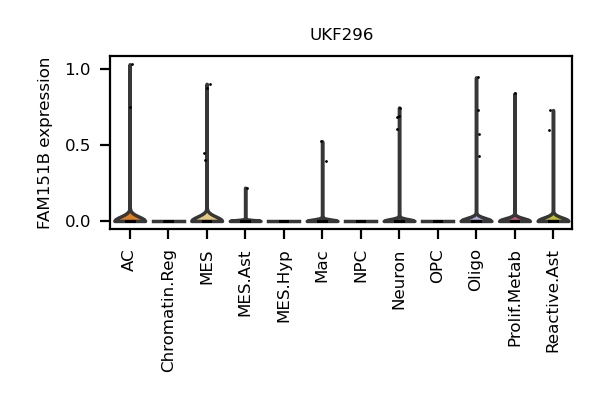 UKF296
FAM151B expression
1.0
0.5
0.0
AC
Chromatin.Reg
MES
MES.Ast
MES.Hyp
Mac
NPC
Neuron
OPC
Oligo
Prolif.Metab
Reactive.Ast